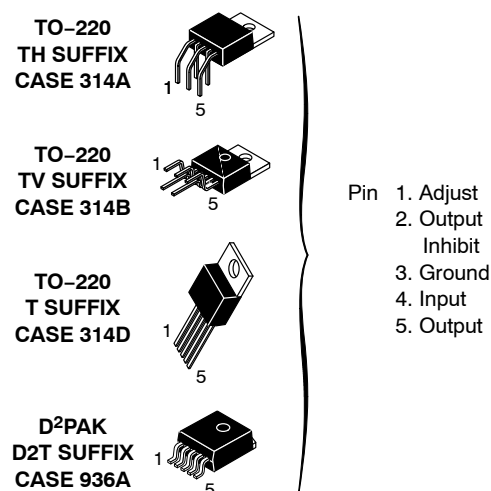 TO−220
TH SUFFIX
CASE 314A
1
5
TO−220
TV SUFFIX
CASE 314B
1
5
TO−220
T SUFFIX
CASE 314D
1
5
D²PAK
D2T SUFFIX
CASE 936A
1
5
Pin 1. Adjust
2. Output
Inhibit
3. Ground
4. Input
5. Output